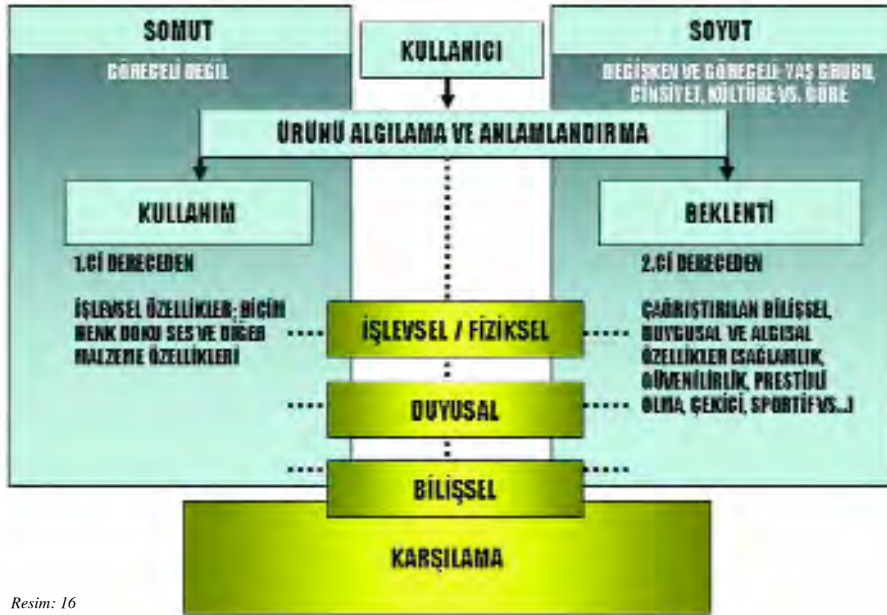 SOMUT
GÖRECELİ DEĞİL
KULLANICI
SOYUT
DEĞİŞKEN VE GÖRECELİ: YAŞ GRUBU,
CİNSİYET, KÜLTÜRE VS. GÖRE
ÜRÜNÜ ALGILAMA VE ANLAMLANDIRMA
KULLANIM
BEKLENTİ
1.Cİ DERECEDEN
İŞLEVSEL ÖZELLİKLER; BİÇİM
RENK DOKU SES VE DİĞER
MALZEME ÖZELLİKLERİ
2.Cİ DERECEDEN
ÇAĞRIŞTIRILAN BİLİŞSEL,
DUYGUSAL VE ALGISAL
ÖZELLİKLER (SAĞLAMLIK,
GÜVENİLİRLİK, PRESTİJLİ
OLMA, ÇEKİCİ, SPORTİF VS...)
İŞLEVSEL / FİZİKSEL
DUYUSAL
BİLİŞSEL
KARŞILAMA
Resim: 16